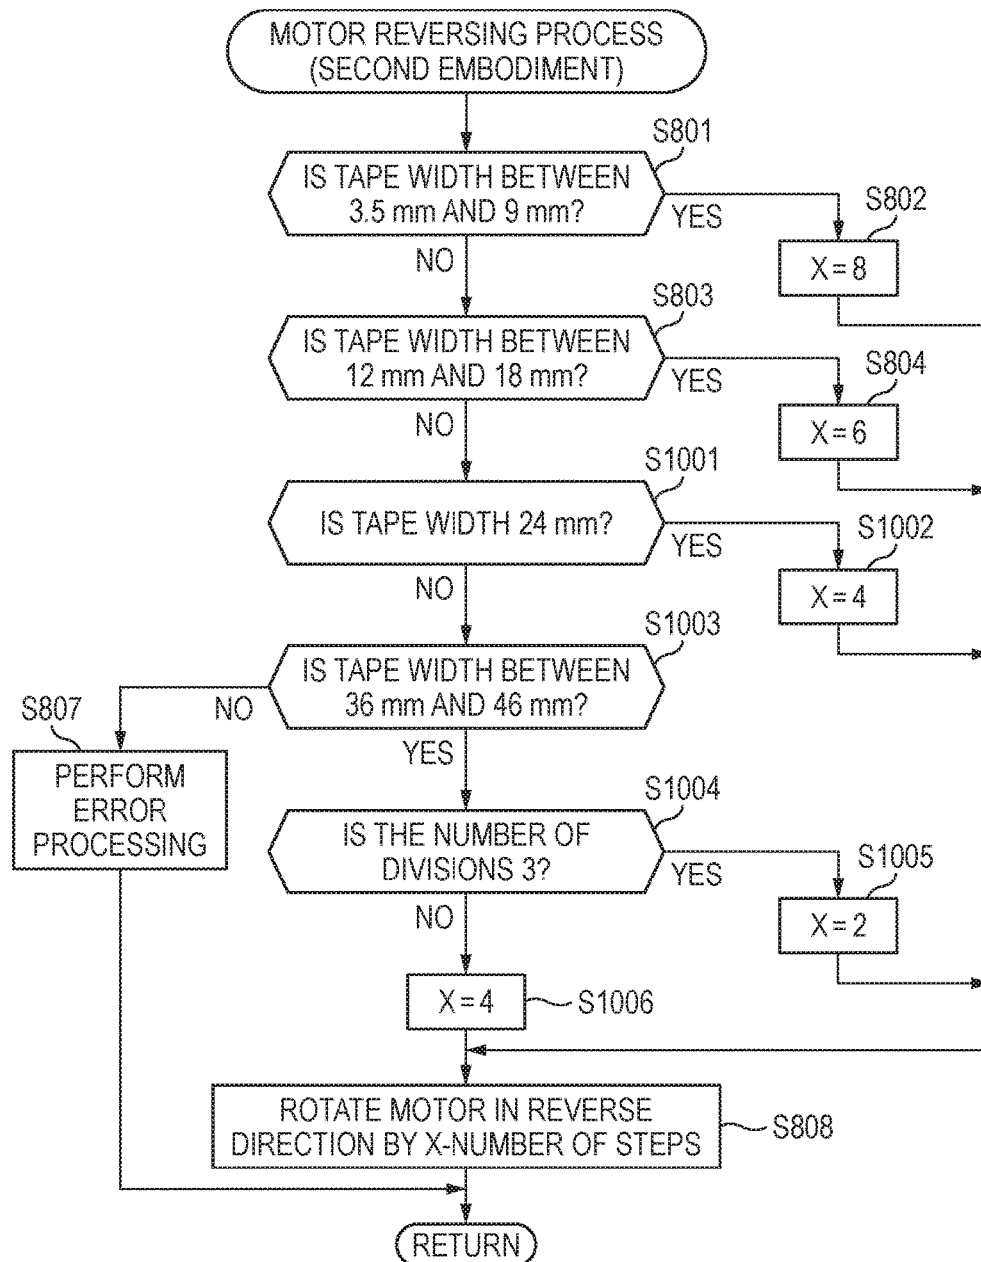 MOTOR REVERSING PROCESS
(SECOND EMBODIMENT)
S801
IS TAPE WIDTH BETWEEN
3.5 mm AND 9 mm?
YES
NO
S802
X = 8
S803
IS TAPE WIDTH BETWEEN
12 mm AND 18 mm?
YES
NO
S804
X = 6
S1001
IS TAPE WIDTH 24 mm?
YES
NO
S1002
X = 4
S1003
IS TAPE WIDTH BETWEEN
36 mm AND 46 mm?
NO
YES
S807
PERFORM
ERROR
PROCESSING
S1004
IS THE NUMBER OF
DIVISIONS 3?
YES
NO
S1005
X = 2
X = 4
S1006
ROTATE MOTOR IN REVERSE
DIRECTION BY X-NUMBER OF STEPS
S808
RETURN